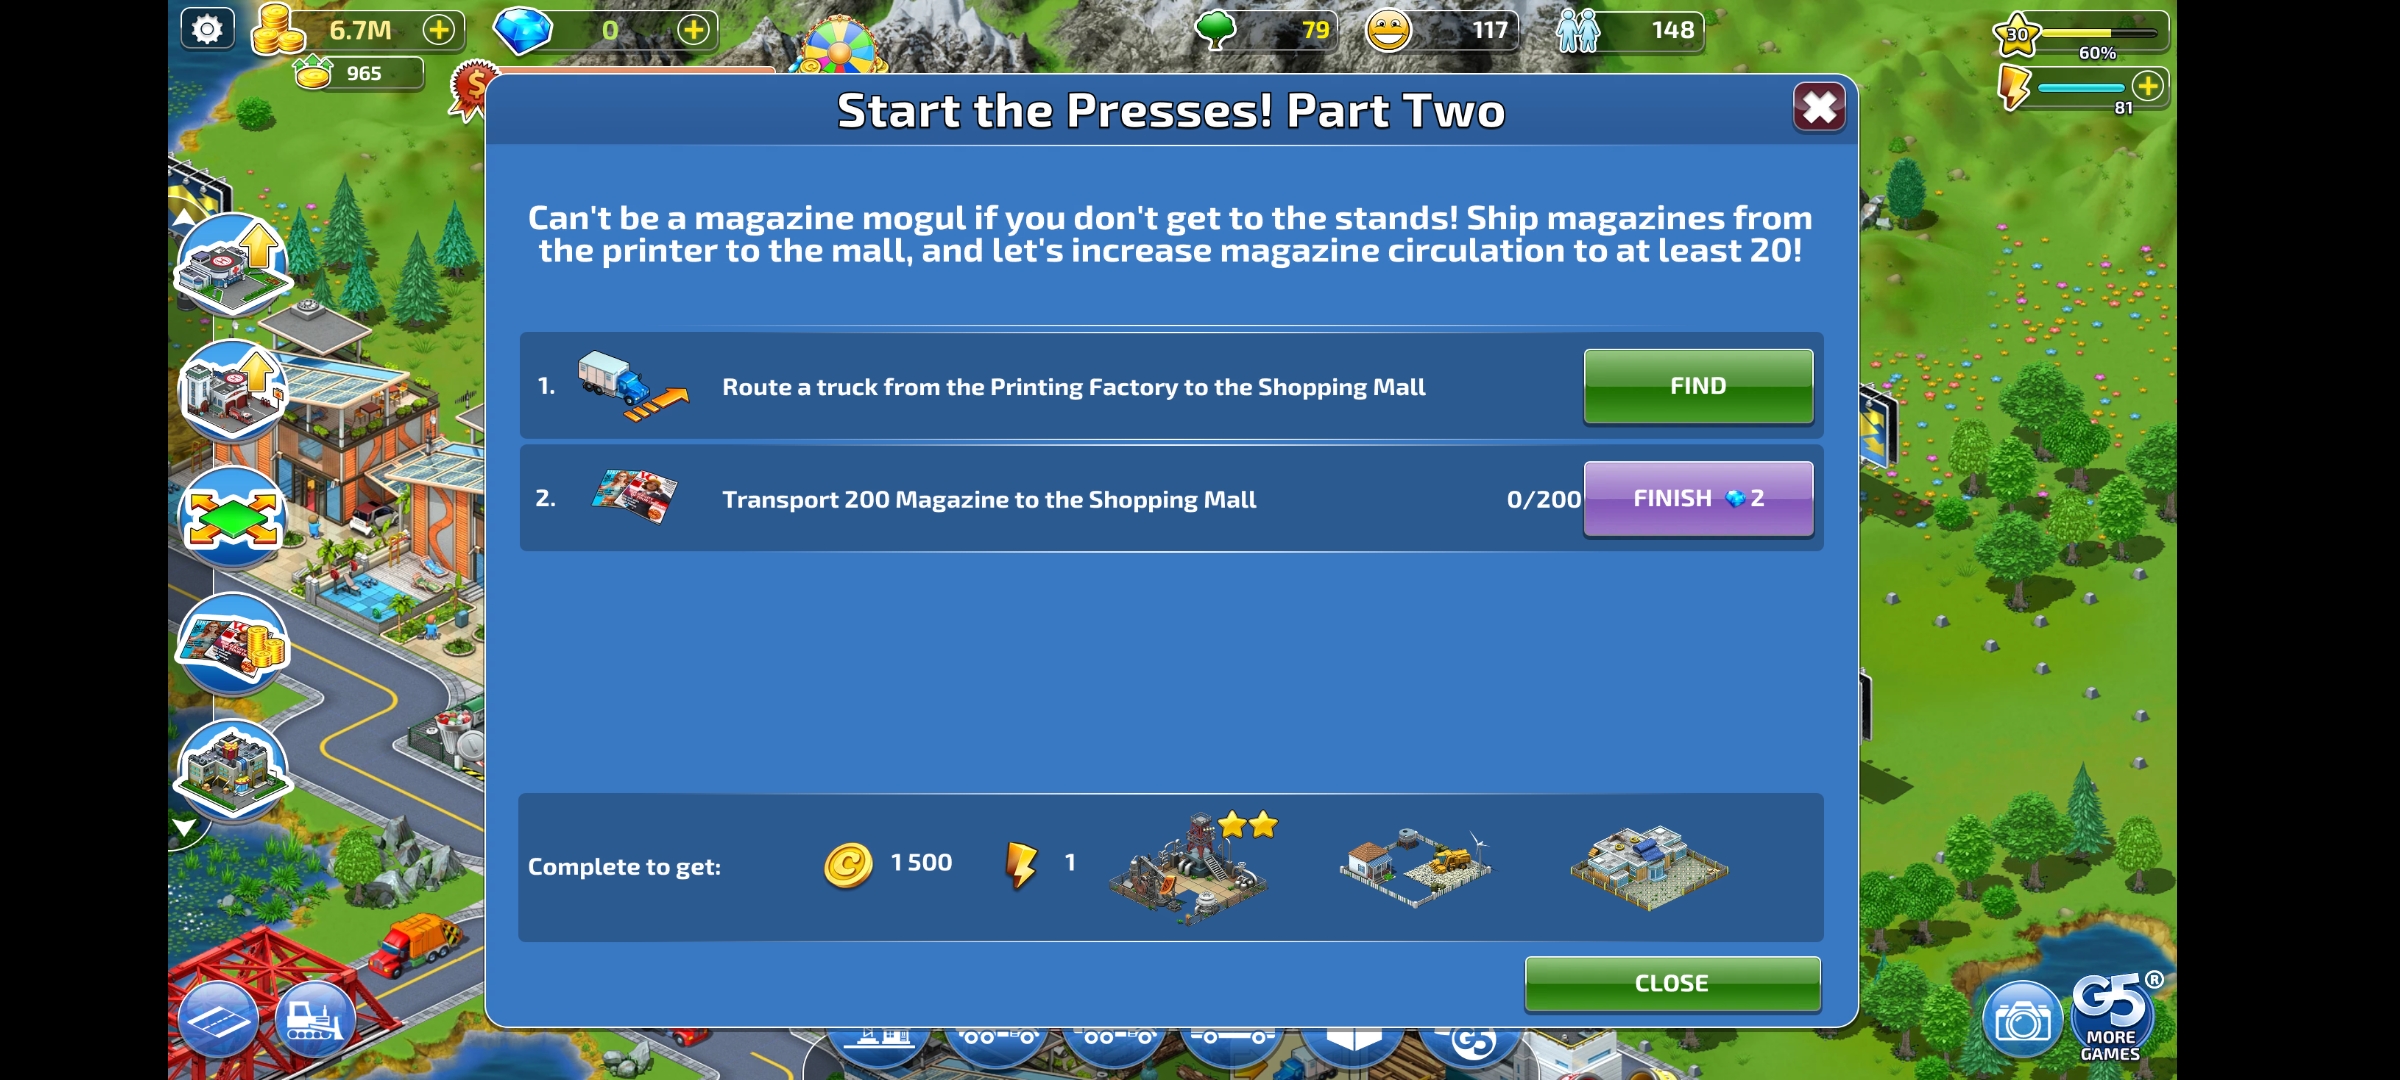 6.7M
0
79
117
148
30
60%
965
81
Start the Presses! Part Two
Can't be a magazine mogul if you don't get to the stands! Ship magazines from
the printer to the mall, and let's increase magazine circulation to at least 20!
1.
Route a truck from the Printing Factory to the Shopping Mall
FIND
2.
Transport 200 Magazine to the Shopping Mall
0/200
FINISH 2
Complete to get:
1 500
1
CLOSE
G5
G5®
MORE
GAMES